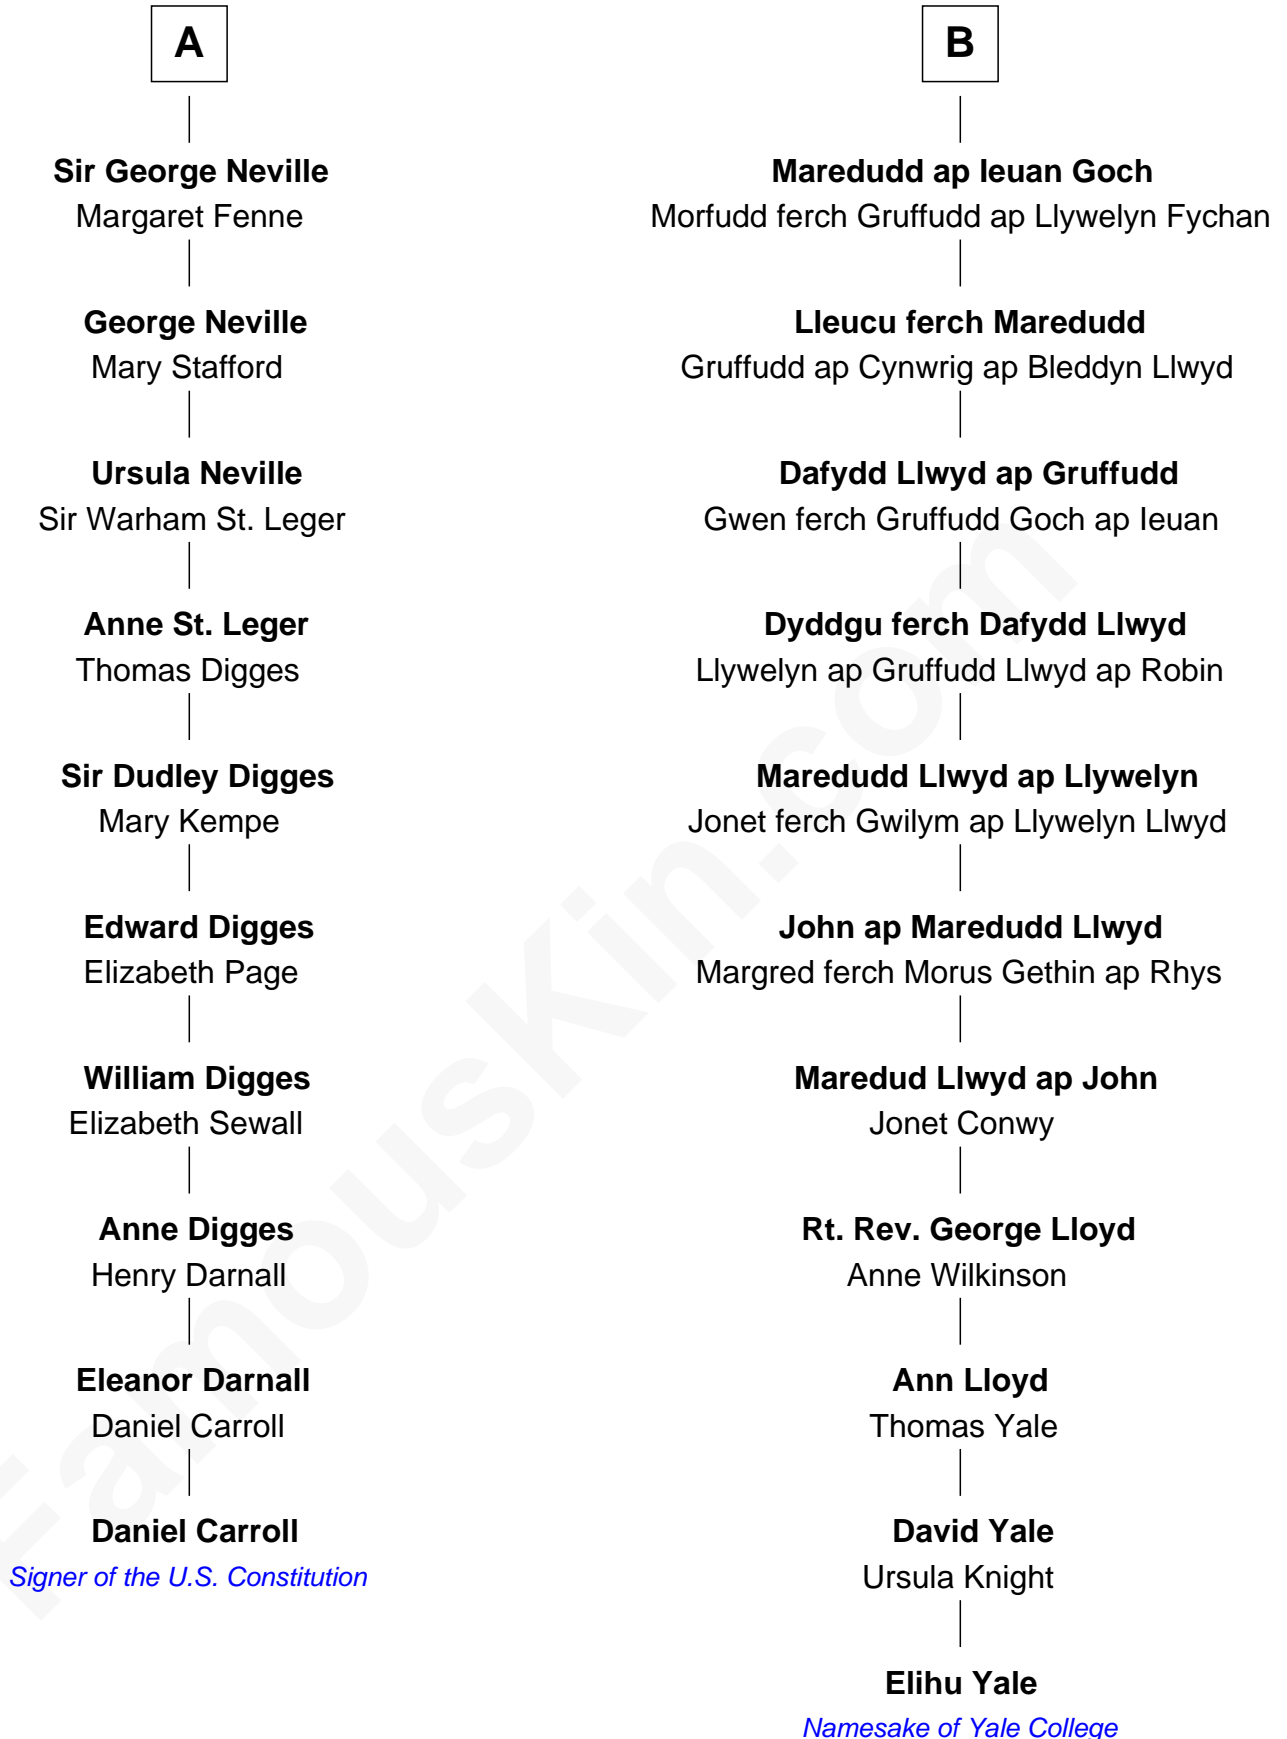 A
Sir George Neville
Margaret Fenne
George Neville
Mary Stafford
Ursula Neville
Sir Warham St. Leger
Anne St. Leger
Thomas Digges
Sir Dudley Digges
Mary Kempe
Edward Digges
Elizabeth Page
William Digges
Elizabeth Sewall
Anne Digges
Henry Darnall
Eleanor Darnall
Daniel Carroll
Daniel Carroll
Signer of the U.S. Constitution
B
Maredudd ap Ieuan Goch
Morfudd ferch Gruffudd ap Llywelyn Fychan
Lleucu ferch Maredudd
Gruffudd ap Cynwrig ap Bleddyn Llwyd
Dafydd Llwyd ap Gruffudd
Gwen ferch Gruffudd Goch ap Ieuan
Dyddgu ferch Dafydd Llwyd
Llywelyn ap Gruffudd Llwyd ap Robin
Maredudd Llwyd ap Llywelyn
Jonet ferch Gwilym ap Llywelyn Llwyd
John ap Maredudd Llwyd
Margred ferch Morus Gethin ap Rhys
Maredud Llwyd ap John
Jonet Conwy
Rt. Rev. George Lloyd
Anne Wilkinson
Ann Lloyd
Thomas Yale
David Yale
Ursula Knight
Elihu Yale
Namesake of Yale College
FamousKin.com